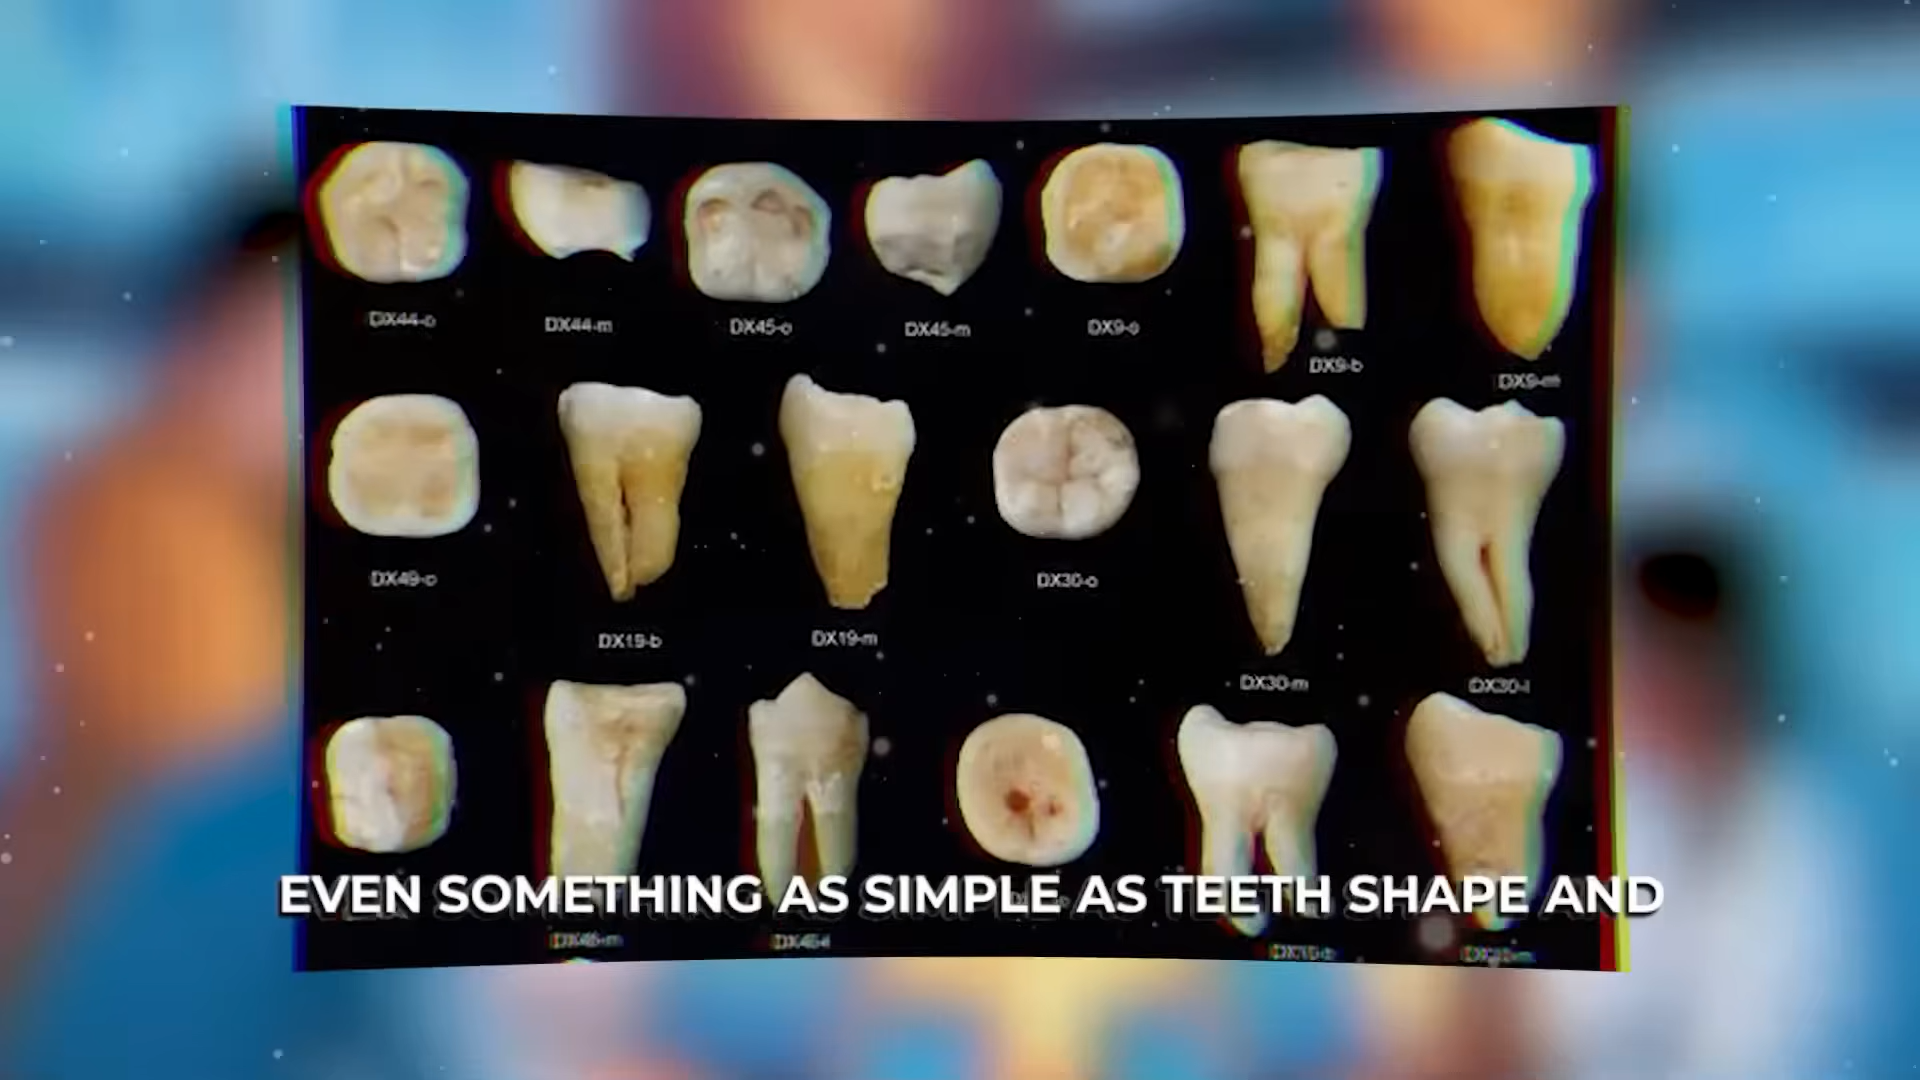 DX44-o DX44-m DX45-o DX45-m DX9-o
DX9-b
DX9-m
DX49-o DX30-o
DX19-b DX19-m
DX30-m DX30-l
EVEN SOMETHING AS SIMPLE AS TEETH SHAPE AND